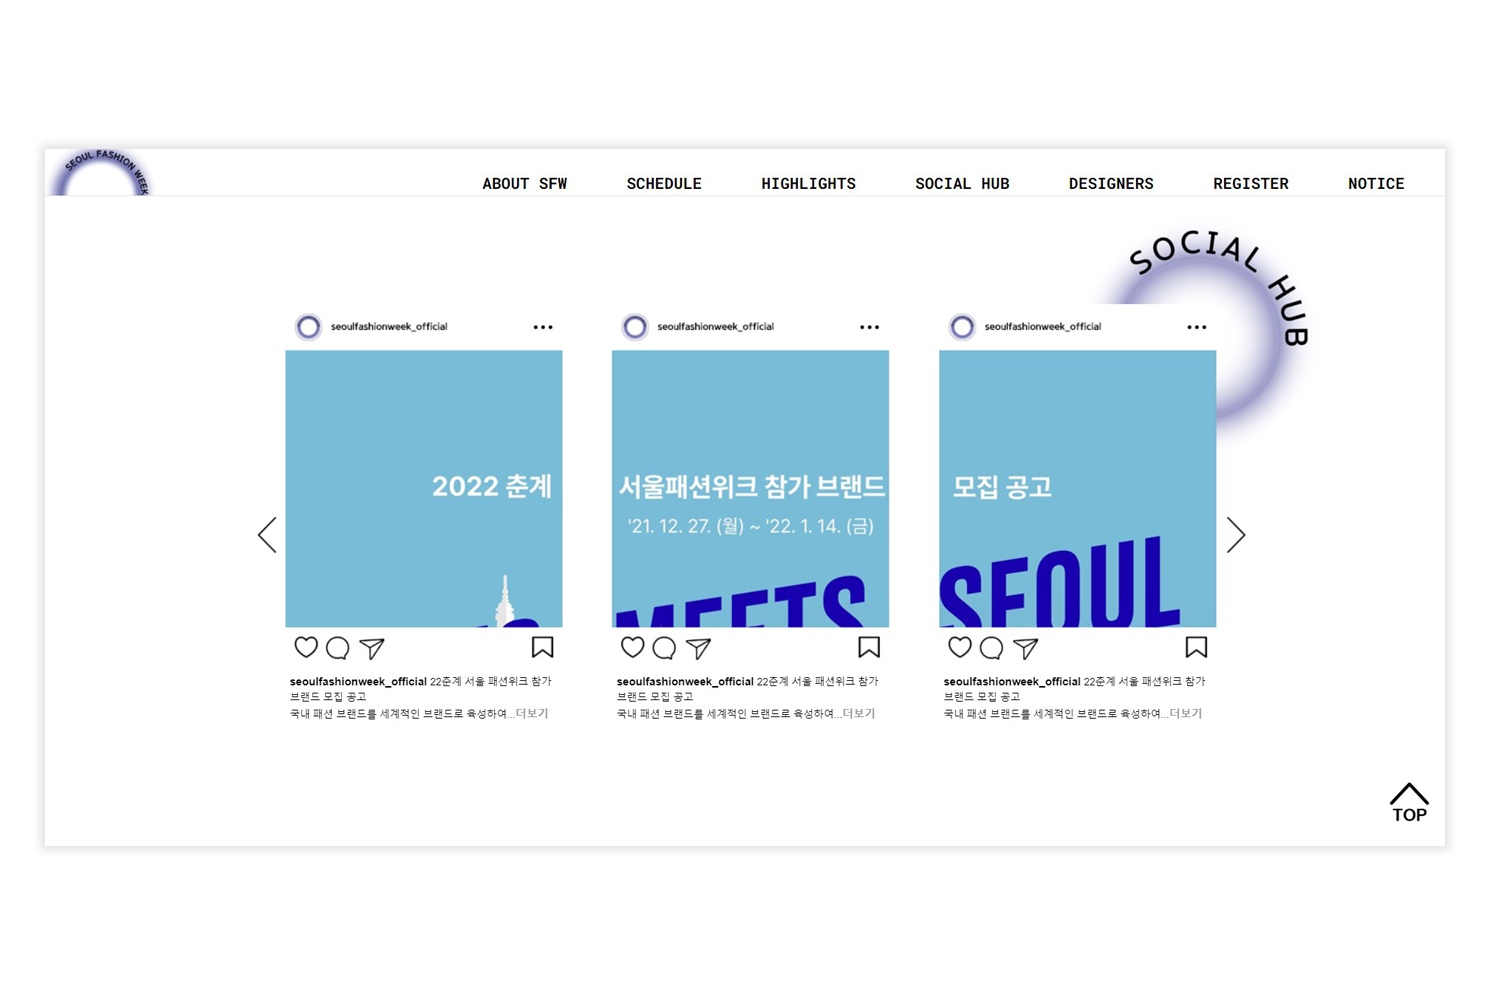 SEOUL FASHION WEEK
ABOUT SFW SCHEDULE HIGHLIGHTS SOCIAL HUB DESIGNERS REGISTER NOTICE
SOCIAL HUB
seoulfashionweek_official
2022 춘계
seoulfashionweek_official 22춘계 서울 패션위크 참가
브랜드 모집 공고
국내 패션 브랜드를 세계적인 브랜드로 육성하여...더보기
seoulfashionweek_official
서울패션위크 참가 브랜드
'21. 12. 27. (월) ~ '22. 1. 14. (금)
MEETS
seoulfashionweek_official 22춘계 서울 패션위크 참가
브랜드 모집 공고
국내 패션 브랜드를 세계적인 브랜드로 육성하여...더보기
seoulfashionweek_official
모집 공고
SEOUL
seoulfashionweek_official 22춘계 서울 패션위크 참가
브랜드 모집 공고
국내 패션 브랜드를 세계적인 브랜드로 육성하여...더보기
TOP